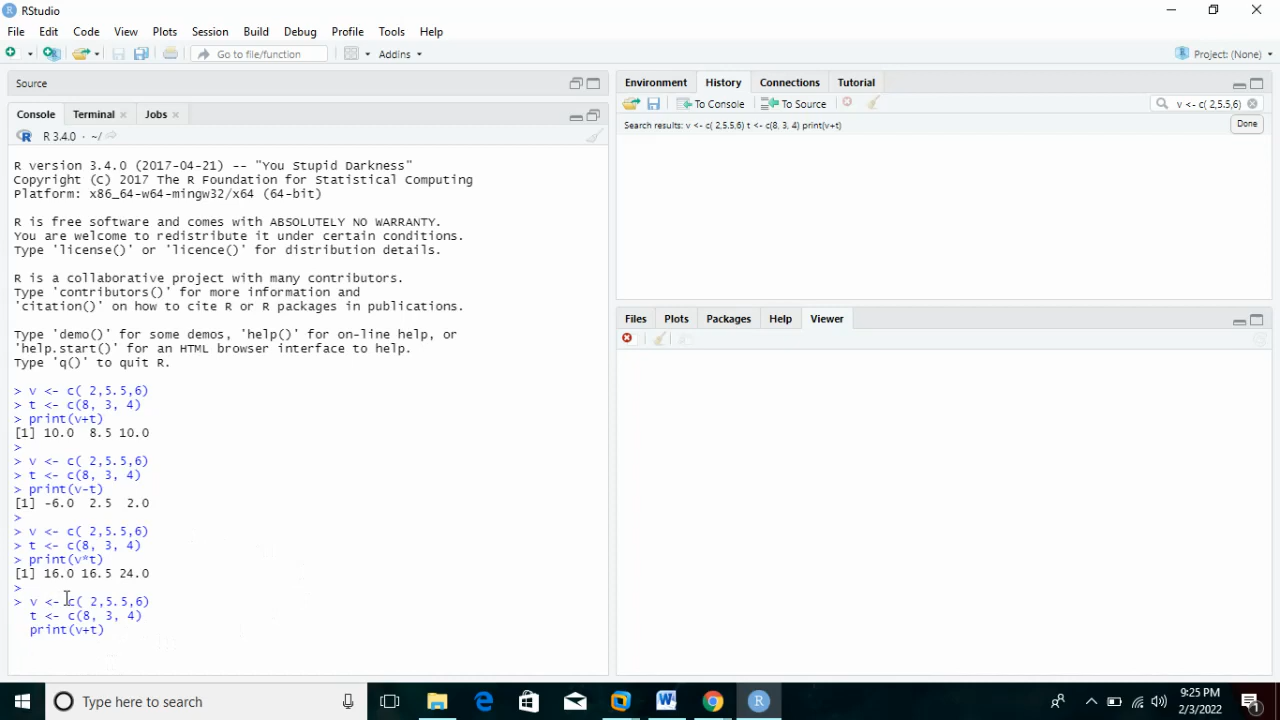 RStudio
File Edit Code View Plots Session Build Debug Profile Tools Help
Go to file/function Addins Project: (None)
Source
Console Terminal Jobs
R 3.4.0 · ~/
R version 3.4.0 (2017-04-21) -- "You Stupid Darkness"
Copyright (C) 2017 The R Foundation for Statistical Computing
Platform: x86_64-w64-mingw32/x64 (64-bit)
R is free software and comes with ABSOLUTELY NO WARRANTY.
You are welcome to redistribute it under certain conditions.
Type 'license()' or 'licence()' for distribution details.
R is a collaborative project with many contributors.
Type 'contributors()' for more information and
'citation()' on how to cite R or R packages in publications.
Type 'demo()' for some demos, 'help()' for on-line help, or
'help.start()' for an HTML browser interface to help.
Type 'q()' to quit R.
> v <- c( 2,5.5,6)
> t <- c(8, 3, 4)
> print(v+t)
[1] 10.0  8.5 10.0
>
> v <- c( 2,5.5,6)
> t <- c(8, 3, 4)
> print(v-t)
[1] -6.0  2.5  2.0
>
> v <- c( 2,5.5,6)
> t <- c(8, 3, 4)
> print(v*t)
[1] 16.0 16.5 24.0
>
> v <- c( 2,5.5,6)
t <- c(8, 3, 4)
print(v+t)
Environment History Connections Tutorial
To Console To Source v <- c( 2,5.5,6)
Search results: v <- c( 2,5.5,6) t <- c(8, 3, 4) print(v+t) Done
Files Plots Packages Help Viewer
Type here to search
9:25 PM
2/3/2022
1